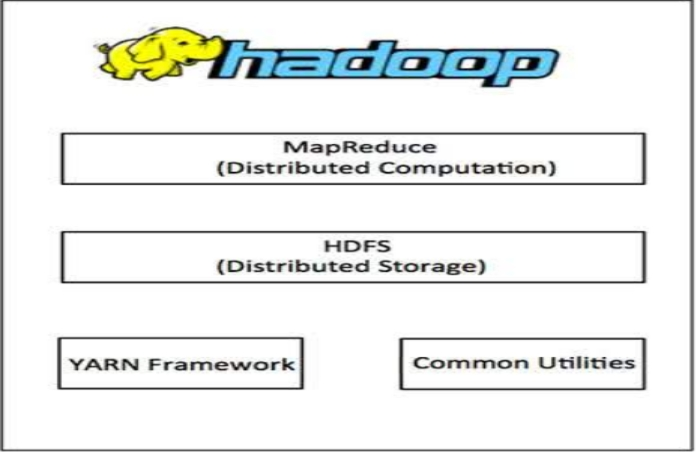 hadoop
MapReduce
(Distributed Computation)
HDFS
(Distributed Storage)
YARN Framework
Common Utilities